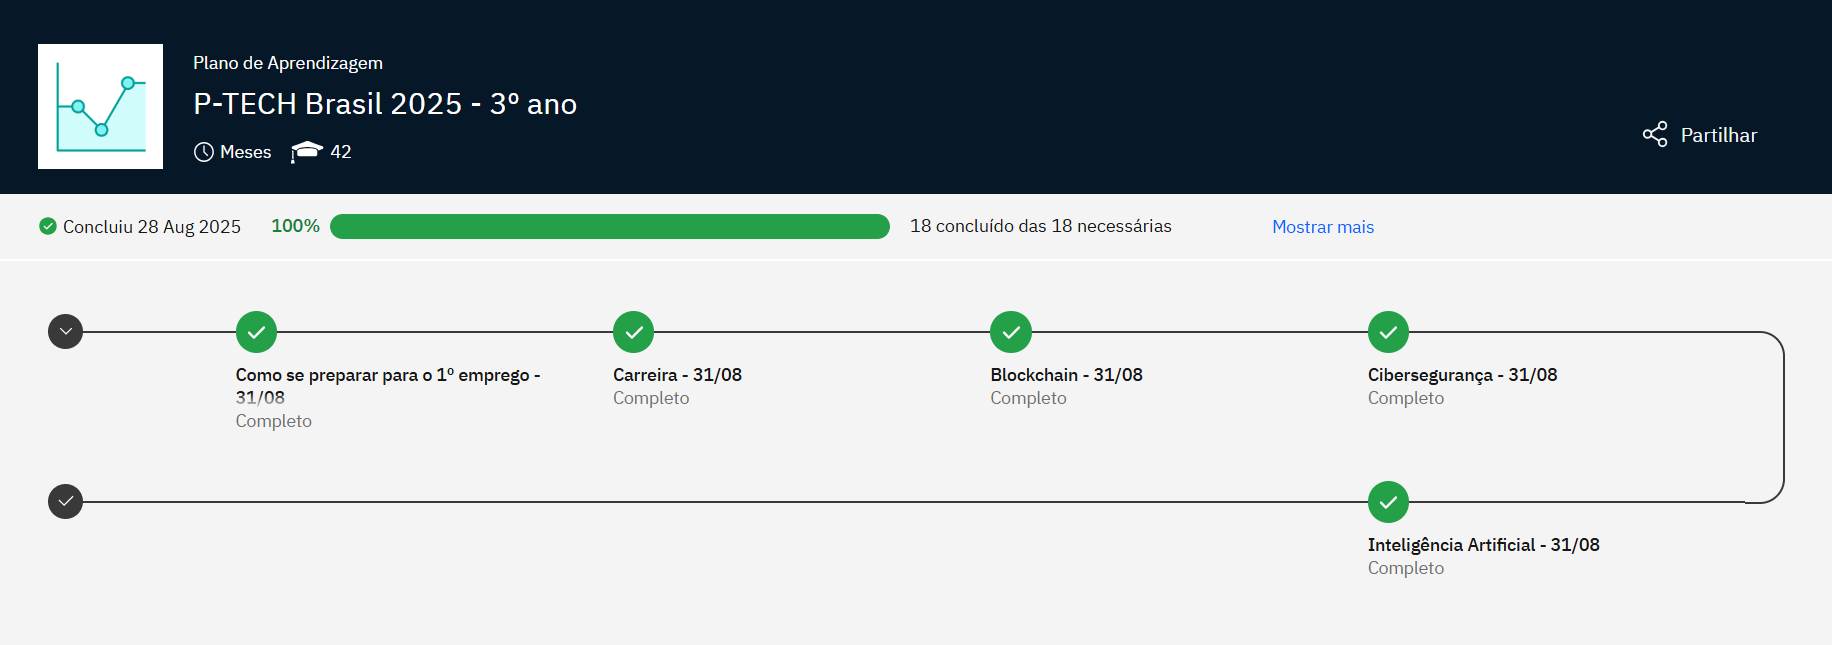 Plano de Aprendizagem
P-TECH Brasil 2025 - 3º ano
Meses 42
Partilhar
Concluiu 28 Aug 2025 100% 18 concluído das 18 necessárias Mostrar mais
Como se preparar para o 1º emprego -
31/08
Completo
Carreira - 31/08
Completo
Blockchain - 31/08
Completo
Cibersegurança - 31/08
Completo
Inteligência Artificial - 31/08
Completo